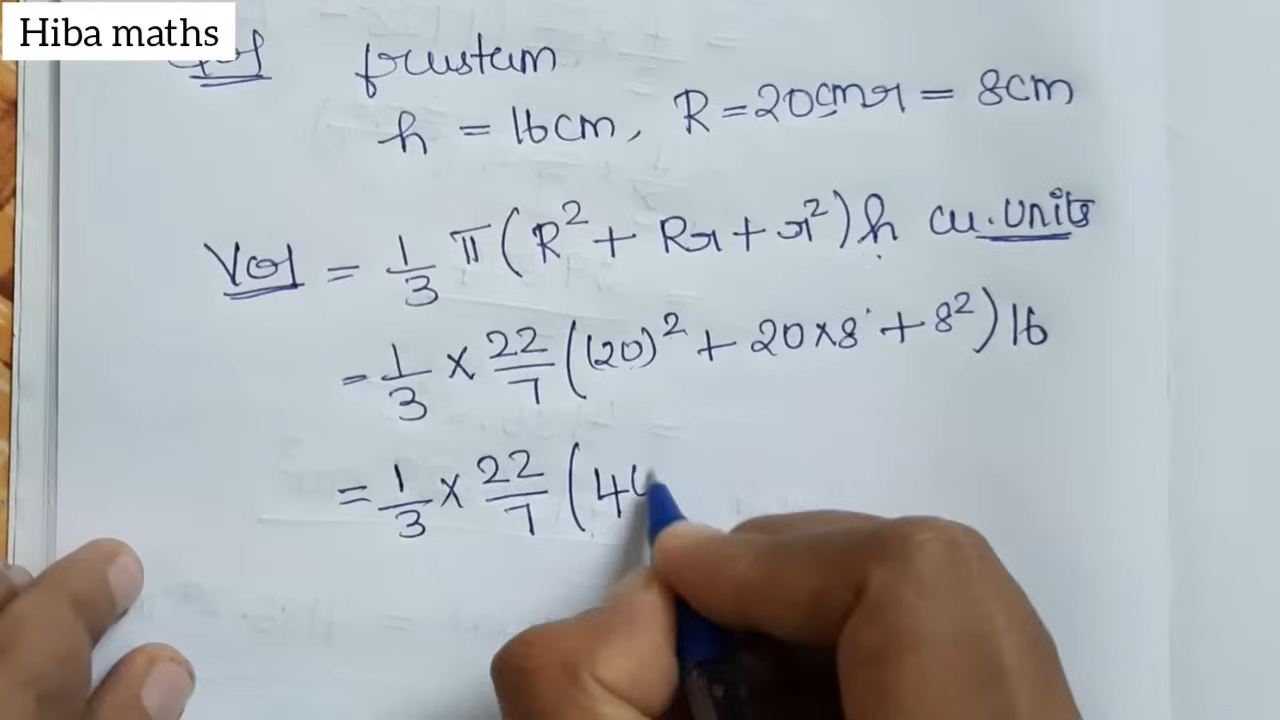 Hiba maths
Sol frustum
h = 16cm, R = 20cm r = 8cm
Vol = 1/3 π(R² + Rr + r²)h cu. units
= 1/3 × 22/7 ((20)² + 20×8 + 8²) 16
= 1/3 × 22/7 (4